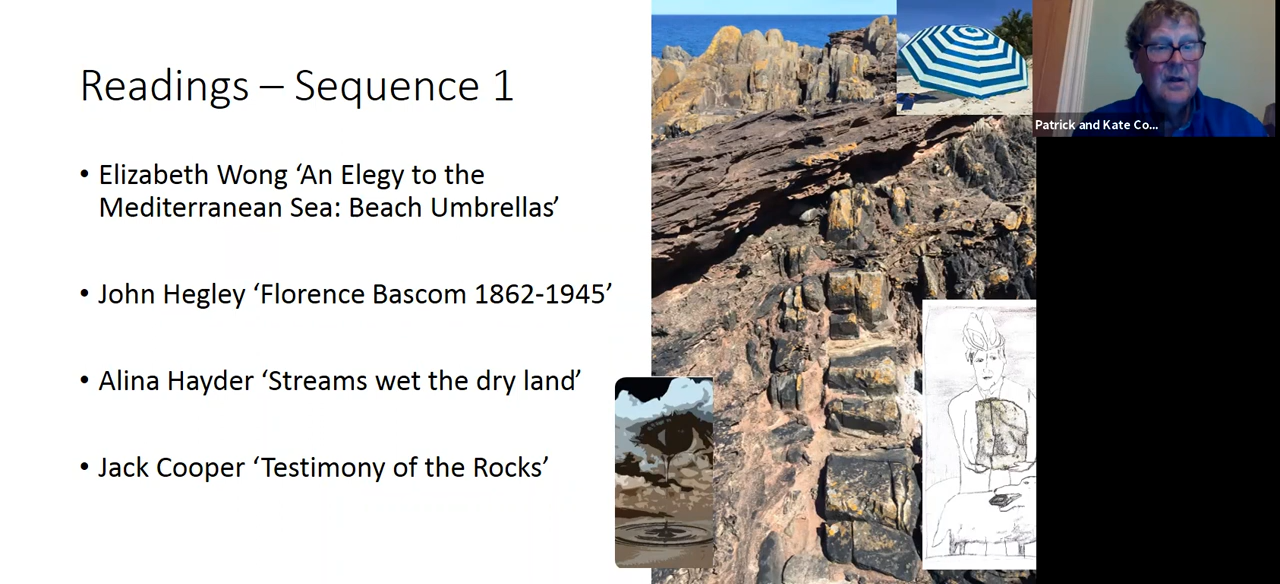 Readings – Sequence 1
• Elizabeth Wong ‘An Elegy to the
Mediterranean Sea: Beach Umbrellas’
• John Hegley ‘Florence Bascom 1862-1945’
• Alina Hayder ‘Streams wet the dry land’
• Jack Cooper ‘Testimony of the Rocks’
Patrick and Kate Co...